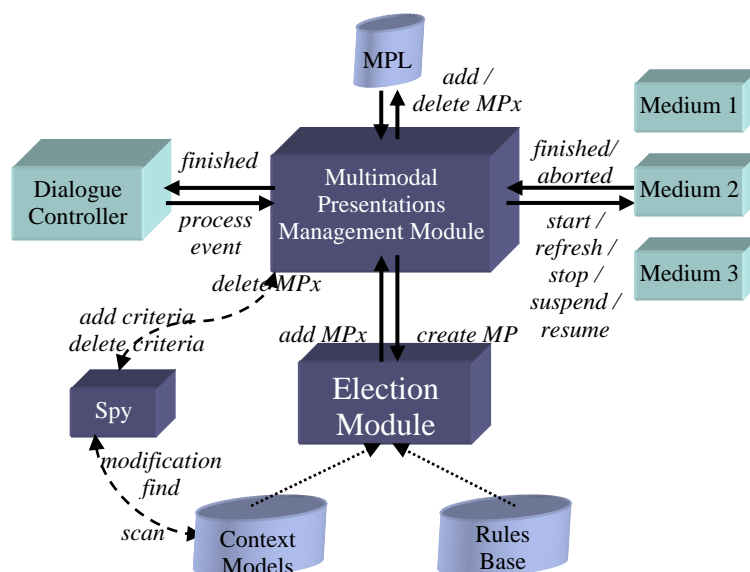 MPL
add /
delete MPx
Medium 1
finished
finished/
aborted
Dialogue
Controller
Multimodal
Presentations
Management Module
Medium 2
process
event
start /
refresh /
stop /
suspend /
resume
Medium 3
delete MPx
add criteria
delete criteria
add MPx
create MP
Election
Module
Spy
modification
find
scan
Context
Models
Rules
Base